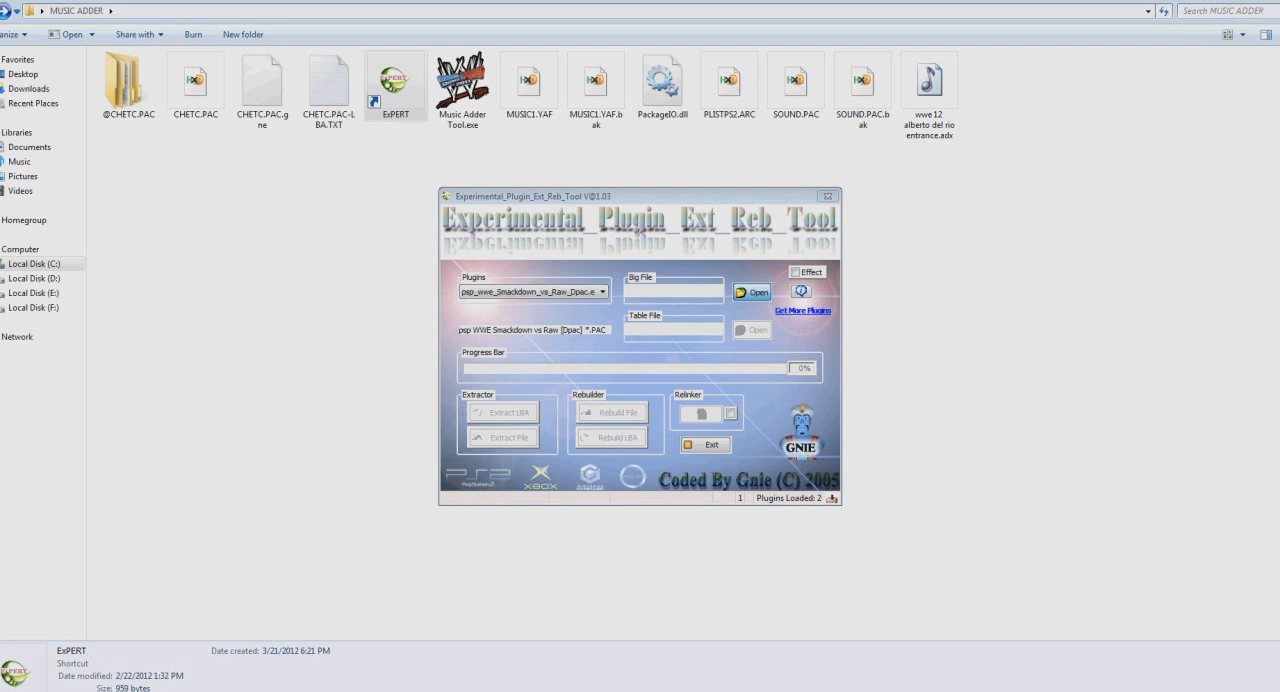 MUSIC ADDER
Search MUSIC ADDER
anize
Open
Share with
Burn
New folder
Favorites
Desktop
Downloads
Recent Places
Libraries
Documents
Music
Pictures
Videos
Homegroup
Computer
Local Disk (C:)
Local Disk (D:)
Local Disk (E:)
Local Disk (F:)
Network
@CHETC.PAC
CHETC.PAC
CHETC.PAC.g
ne
CHETC.PAC-L
BA.TXT
ExPERT
Music Adder
Tool.exe
MUSIC1.YAF
MUSIC1.YAF.b
ak
PackageIO.dll
PLISTPS2.ARC
SOUND.PAC
SOUND.PAC.b
ak
wwe 12
alberto del rio
entrance.adx
Experimental_Plugin_Ext_Reb_Tool V@1.03
Experimental_Plugin_Ext_Reb_Tool
Plugins
psp_wwe_Smackdown_vs_Raw_Dpac.e
psp WWE Smackdown vs Raw [Dpac] *.PAC
Big File
Open
Table File
Open
Effect
Get More Plugins
Progress Bar
0%
Extractor
Extract LBA
Extract File
Rebuilder
Rebuild File
Rebuild LBA
Relinker
Exit
GNIE
PS2
PlayStation 2
XBOX
Coded By Gnie (C) 2005
1
Plugins Loaded: 2
ExPERT
Shortcut
Date modified: 2/22/2012 1:32 PM
Size: 959 bytes
Date created: 3/21/2012 6:21 PM